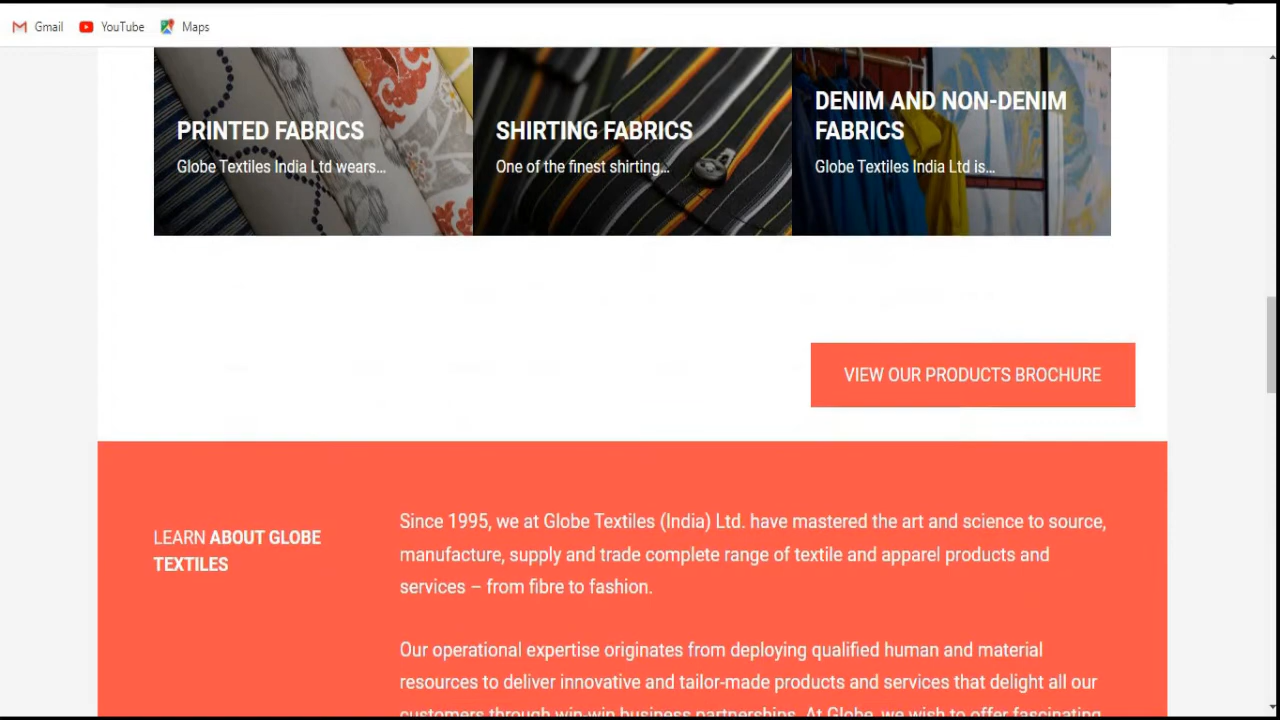 Gmail YouTube Maps
PRINTED FABRICS
Globe Textiles India Ltd wears...
SHIRTING FABRICS
One of the finest shirting...
DENIM AND NON-DENIM
FABRICS
Globe Textiles India Ltd is...
VIEW OUR PRODUCTS BROCHURE
LEARN ABOUT GLOBE
TEXTILES
Since 1995, we at Globe Textiles (India) Ltd. have mastered the art and science to source,
manufacture, supply and trade complete range of textile and apparel products and
services – from fibre to fashion.
Our operational expertise originates from deploying qualified human and material
resources to deliver innovative and tailor-made products and services that delight all our
customers through win-win business partnerships. At Globe, we wish to offer fascinating